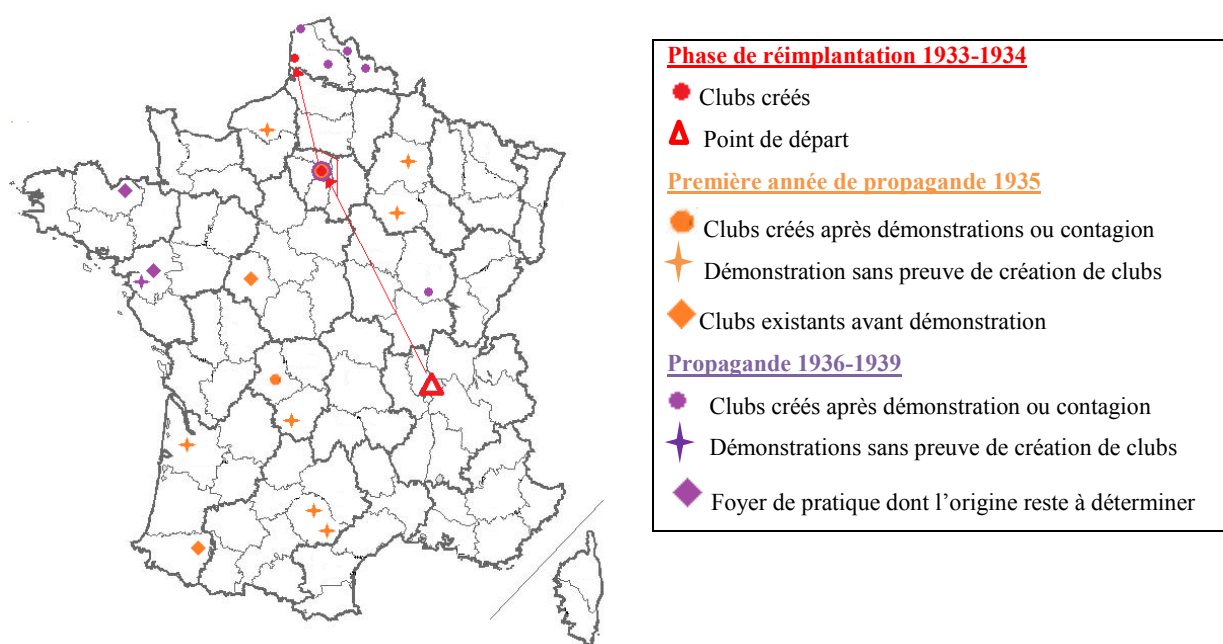 Phase de réimplantation 1933-1934
Clubs créés
Point de départ
Première année de propagande 1935
Clubs créés après démonstrations ou contagion
Démonstration sans preuve de création de clubs
Clubs existants avant démonstration
Propagande 1936-1939
Clubs créés après démonstration ou contagion
Démonstrations sans preuve de création de clubs
Foyer de pratique dont l’origine reste à déterminer